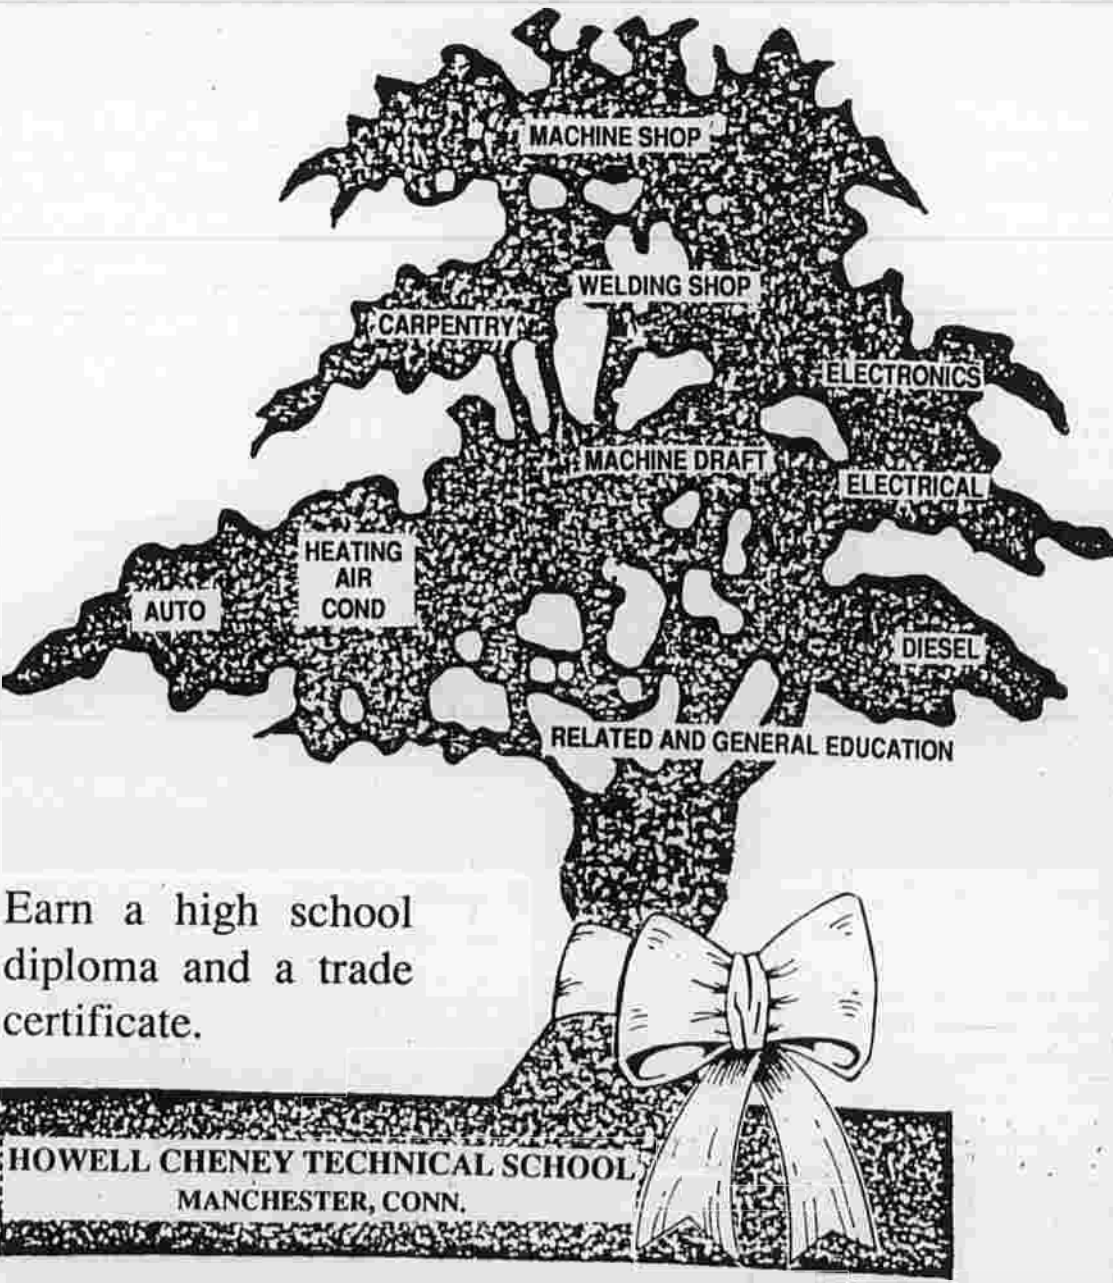 MACHINE SHOP
WELDING SHOP
CARPENTRY
ELECTRONICS
MACHINE DRAFT
ELECTRICAL
HEATING
AIR
COND
AUTO
DIESEL
RELATED AND GENERAL EDUCATION
Earn a high school
diploma and a trade
certificate.
HOWELL CHENEY TECHNICAL SCHOOL
MANCHESTER, CONN.